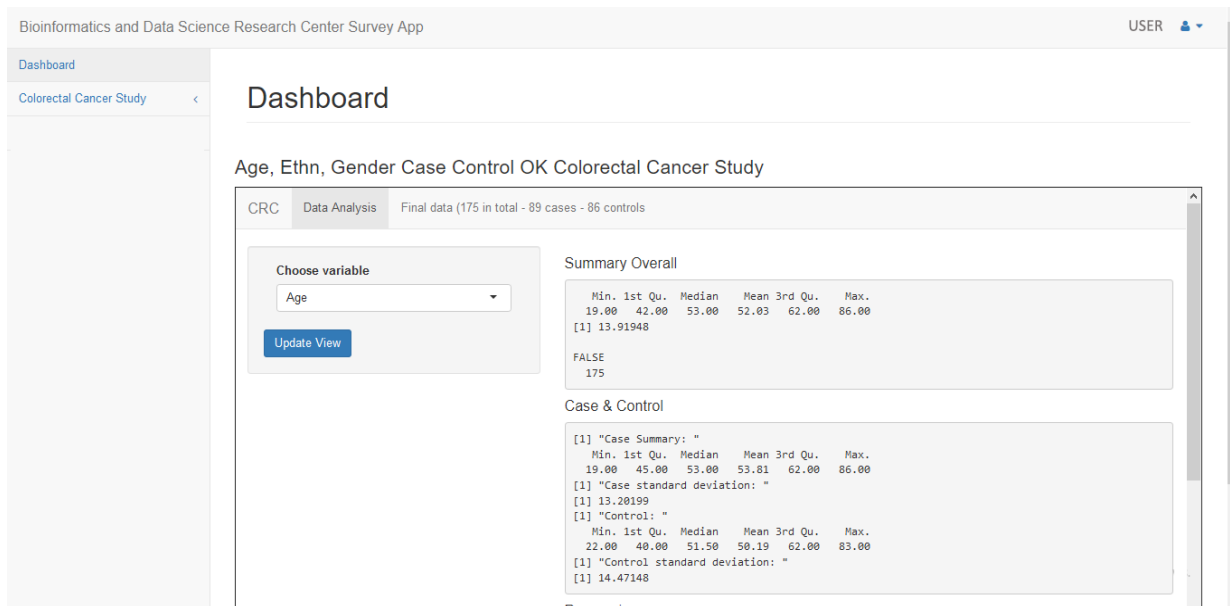 Bioinformatics and Data Science Research Center Survey App
USER
Dashboard
Colorectal Cancer Study
Dashboard
Age, Ethn, Gender Case Control OK Colorectal Cancer Study
CRC Data Analysis Final data (175 in total - 89 cases - 86 controls
Choose variable
Age
Update View
Summary Overall
Min. 1st Qu. Median Mean 3rd Qu. Max.
19.00 42.00 53.00 52.03 62.00 86.00
[1] 13.91948
FALSE
175
Case & Control
[1] "Case Summary: "
Min. 1st Qu. Median Mean 3rd Qu. Max.
19.00 45.00 53.00 53.81 62.00 86.00
[1] "Case standard deviation: "
[1] 13.20199
[1] "Control: "
Min. 1st Qu. Median Mean 3rd Qu. Max.
22.00 40.00 51.50 50.19 62.00 83.00
[1] "Control standard deviation: "
[1] 14.47148